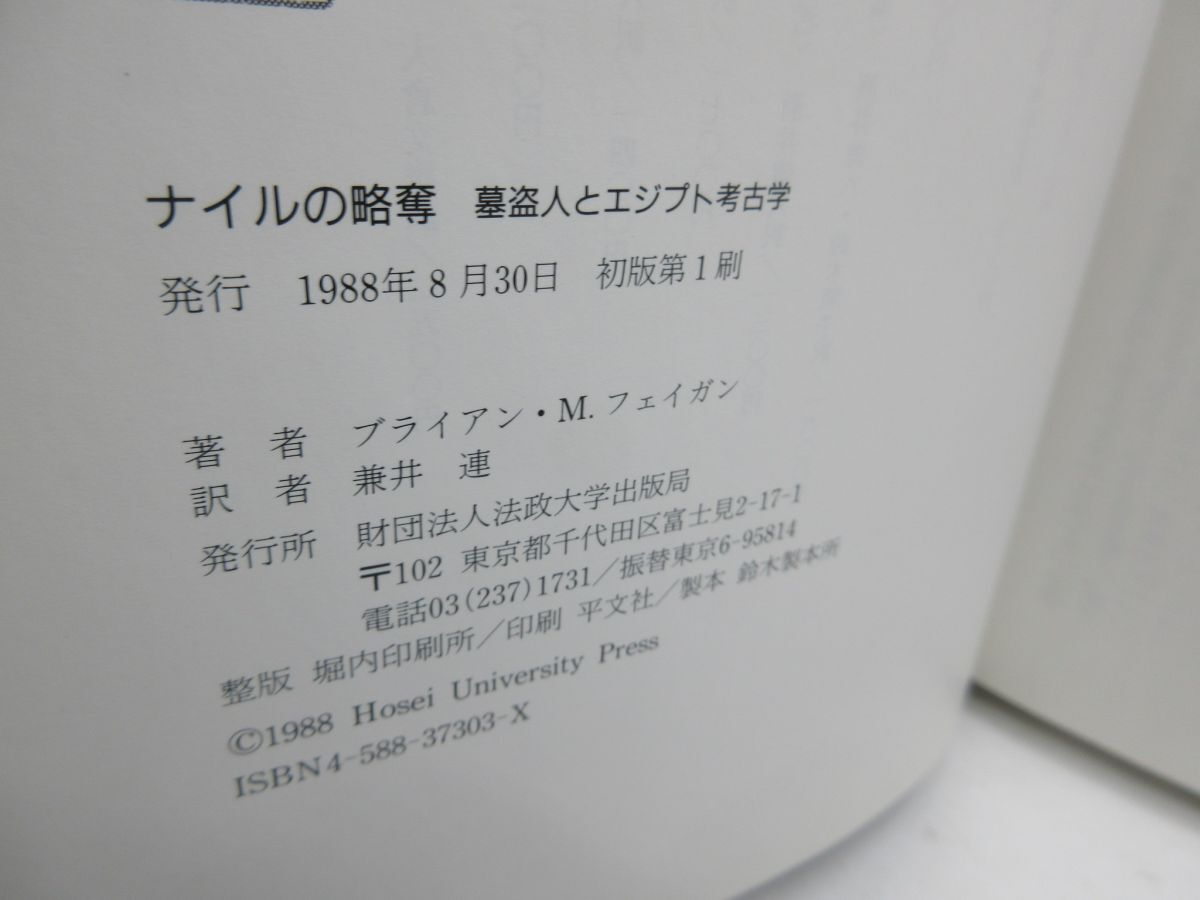 ナイルの略奪　墓盗人とエジプト考古学
発行　1988年8月30日　初版第1刷
著　者　ブライアン・M.フェイガン
訳　者　兼井　連
発行所　財団法人法政大学出版局
〒102 東京都千代田区富士見2-17-1
電話03(237)1731／振替東京6-95814
整版 堀内印刷所／印刷 平文社／製本 鈴木製本所
©1988 Hosei University Press
ISBN4-588-37303-X